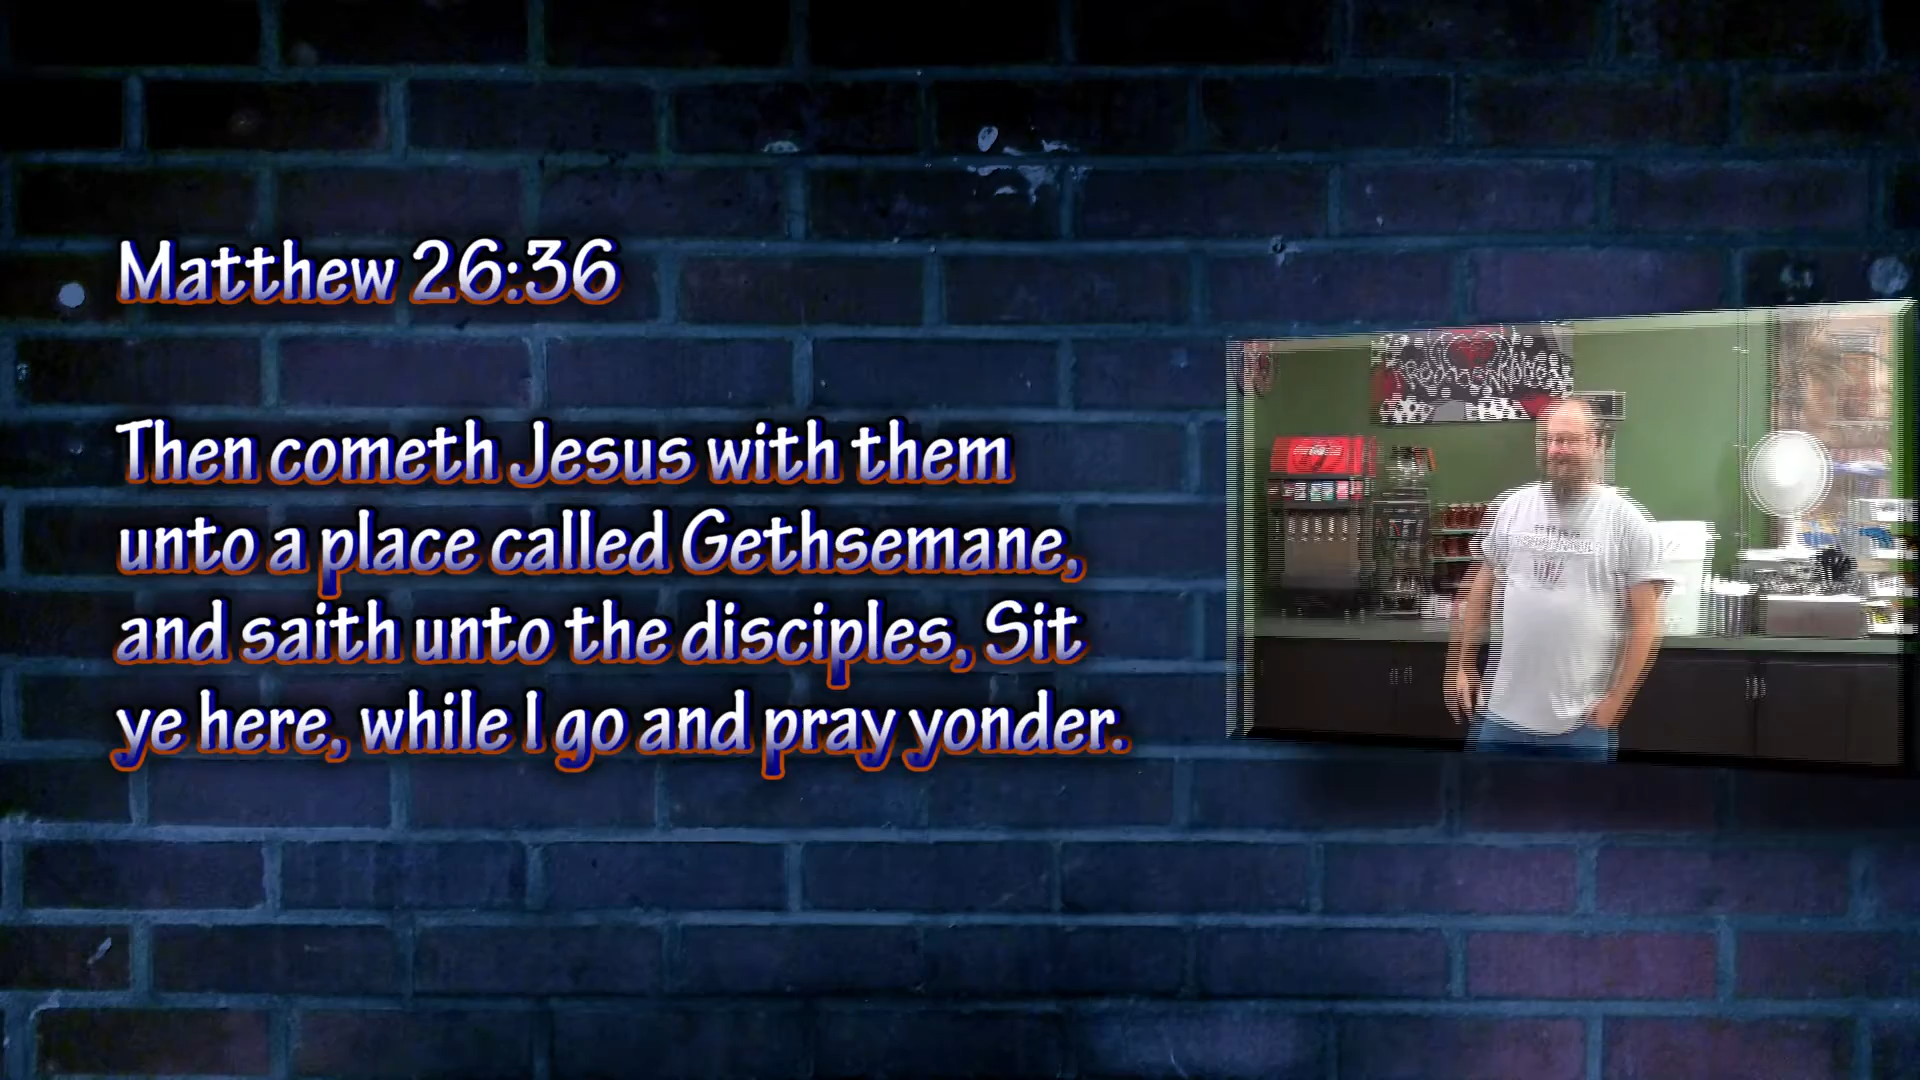 Matthew 26:36
Then cometh Jesus with them
unto a place called Gethsemane,
and saith unto the disciples, Sit
ye here, while I go and pray yonder.